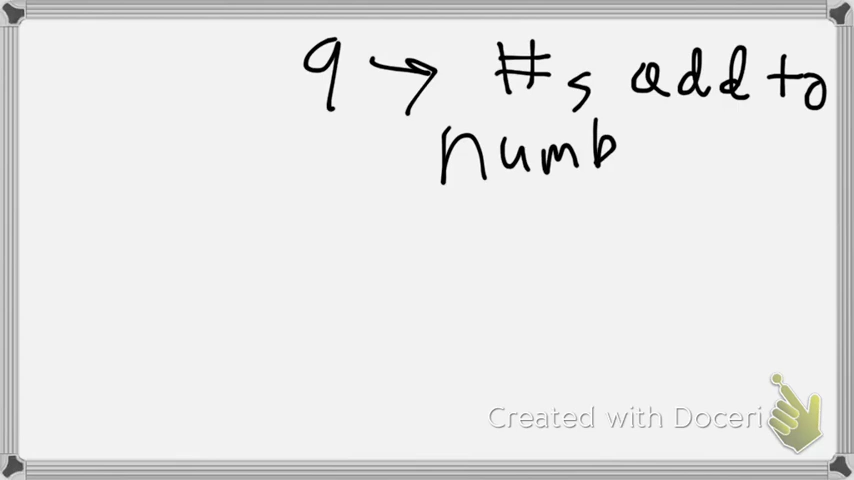 9 → #s add to
numb
Created with Doceri